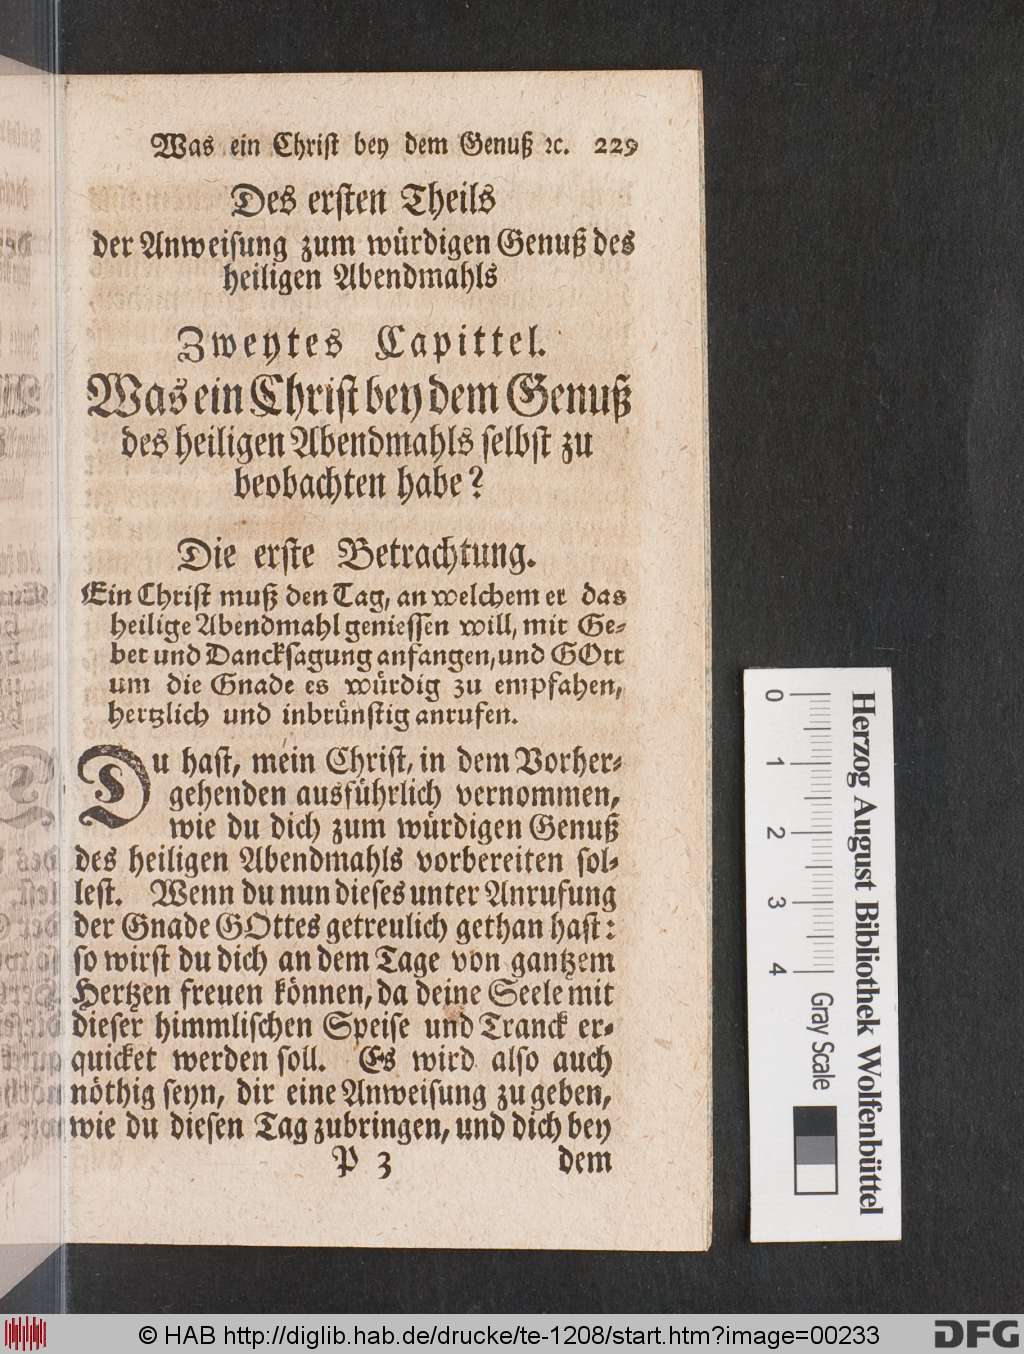 Was ein Christ bey dem Genuß ꝛc. 229
Des ersten Theils
der Anweisung zum würdigen Genuß des
heiligen Abendmahls
Zweytes Capittel.
Was ein Christ bey dem Genuß
des heiligen Abendmahls selbst zu
beobachten habe?
Die erste Betrachtung.
Ein Christ muß den Tag, an welchem er das
heilige Abendmahl geniessen will, mit Ge-
bet und Dancksagung anfangen, und GOtt
um die Gnade es würdig zu empfahen,
hertzlich und inbrünstig anrufen.
Du hast, mein Christ, in dem Vorher-
gehenden ausführlich vernommen,
wie du dich zum würdigen Genuß
des heiligen Abendmahls vorbereiten sol-
lest. Wenn du nun dieses unter Anrufung
der Gnade GOttes getreulich gethan hast:
so wirst du dich an dem Tage von gantzem
Hertzen freuen können, da deine Seele mit
dieser himmlischen Speise und Tranck er-
quicket werden soll. Es wird also auch
nöthig seyn, dir eine Anweisung zu geben,
wie du diesen Tag zubringen, und dich bey
P 3 dem
0 1 2 3 4 Gray Scale
Herzog August Bibliothek Wolfenbüttel
© HAB http://diglib.hab.de/drucke/te-1208/start.htm?image=00233
DFG